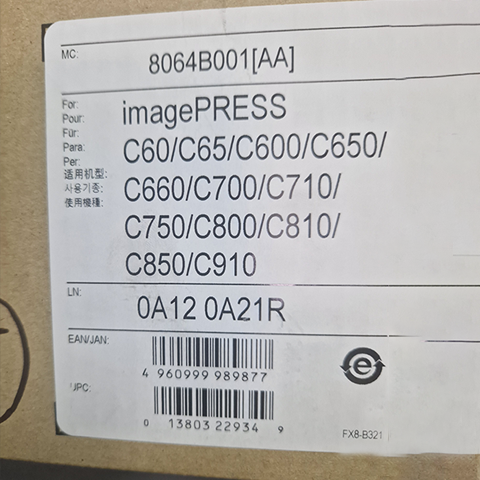 MC: 8064B001[AA]
For: imagePRESS
Pour:
Für: C60/C65/C600/C650/
Para:
Per:
适用机型: C660/C700/C710/
사용기종:
使用機種: C750/C800/C810/
C850/C910
LN: 0A12 0A21R
EAN/JAN:
4 960999 989877
UPC:
0 13803 22934 9
FX8-B321